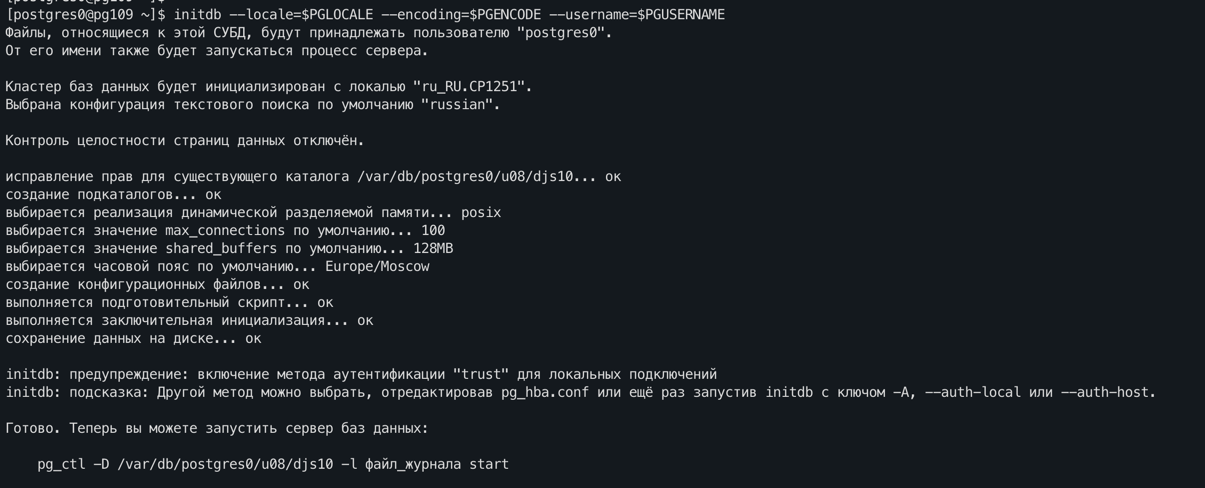 [postgres0@pg109 ~]$ initdb --locale=$PGLOCALE --encoding=$PGENCODE --username=$PGUSERNAME
Файлы, относящиеся к этой СУБД, будут принадлежать пользователю "postgres0".
От его имени также будет запускаться процесс сервера.
Кластер баз данных будет инициализирован с локалью "ru_RU.CP1251".
Выбрана конфигурация текстового поиска по умолчанию "russian".
Контроль целостности страниц данных отключён.
исправление прав для существующего каталога /var/db/postgres0/u08/djs10... ок
создание подкаталогов... ок
выбирается реализация динамической разделяемой памяти... posix
выбирается значение max_connections по умолчанию... 100
выбирается значение shared_buffers по умолчанию... 128MB
выбирается часовой пояс по умолчанию... Europe/Moscow
создание конфигурационных файлов... ок
выполняется подготовительный скрипт... ок
выполняется заключительная инициализация... ок
сохранение данных на диске... ок
initdb: предупреждение: включение метода аутентификации "trust" для локальных подключений
initdb: подсказка: Другой метод можно выбрать, отредактировав pg_hba.conf или ещё раз запустив initdb с ключом -A, --auth-local или --auth-host.
Готово. Теперь вы можете запустить сервер баз данных:
pg_ctl -D /var/db/postgres0/u08/djs10 -l файл_журнала start